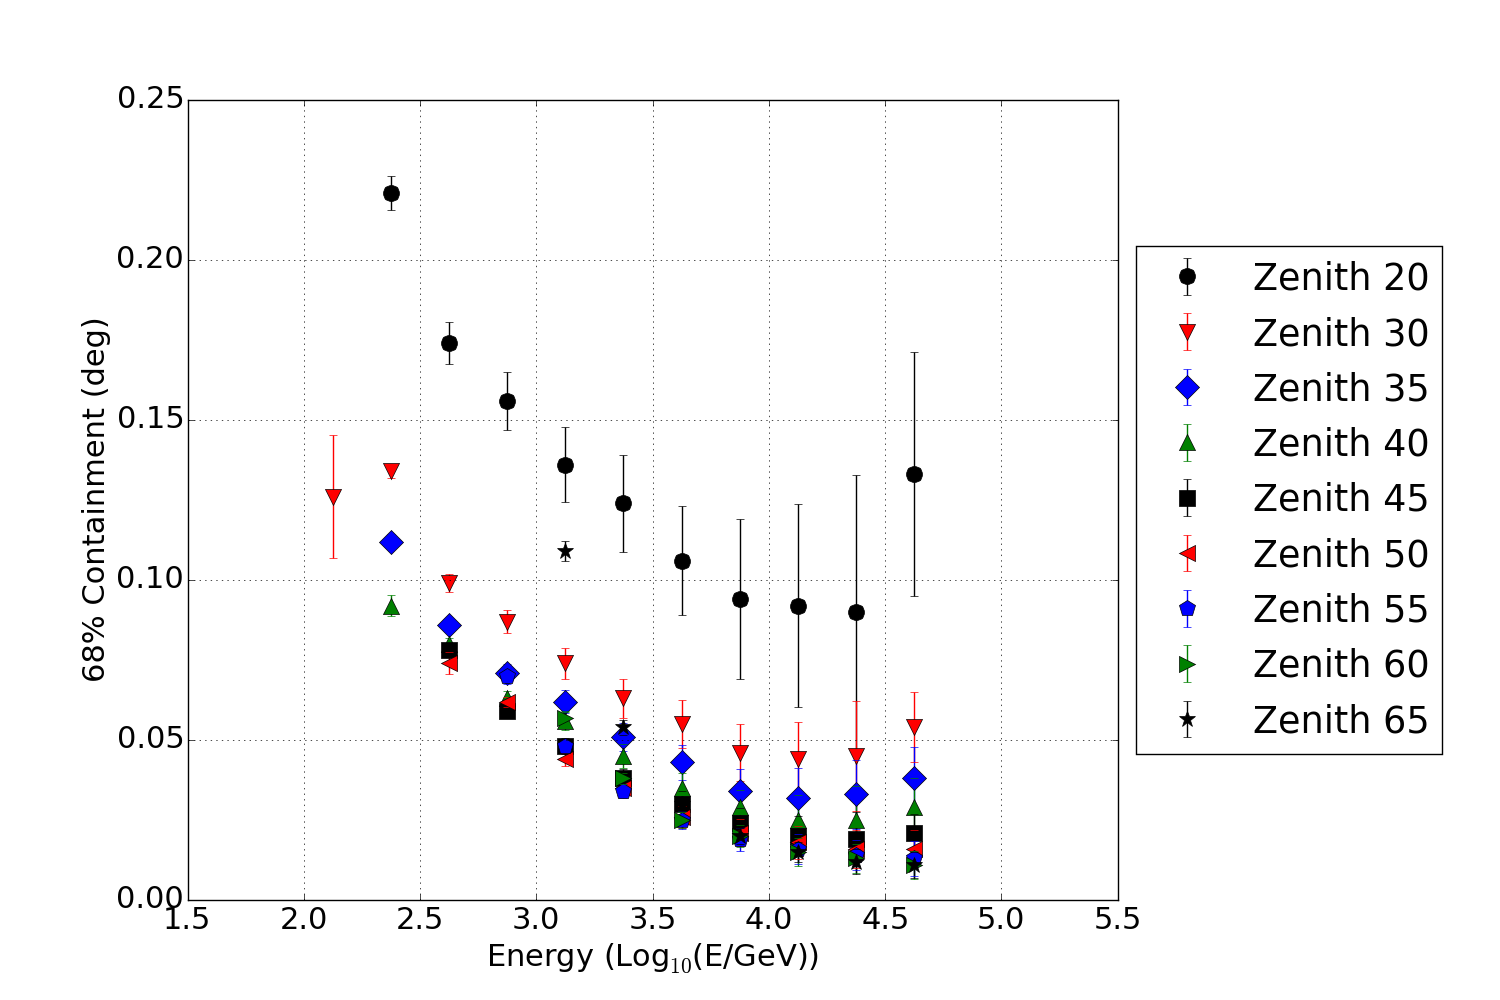 0.25
0.20
0.15
0.10
0.05
0.00
68% Containment (deg)
1.5 2.0 2.5 3.0 3.5 4.0 4.5 5.0 5.5
Energy (Log10(E/GeV))
Zenith 20
Zenith 30
Zenith 35
Zenith 40
Zenith 45
Zenith 50
Zenith 55
Zenith 60
Zenith 65